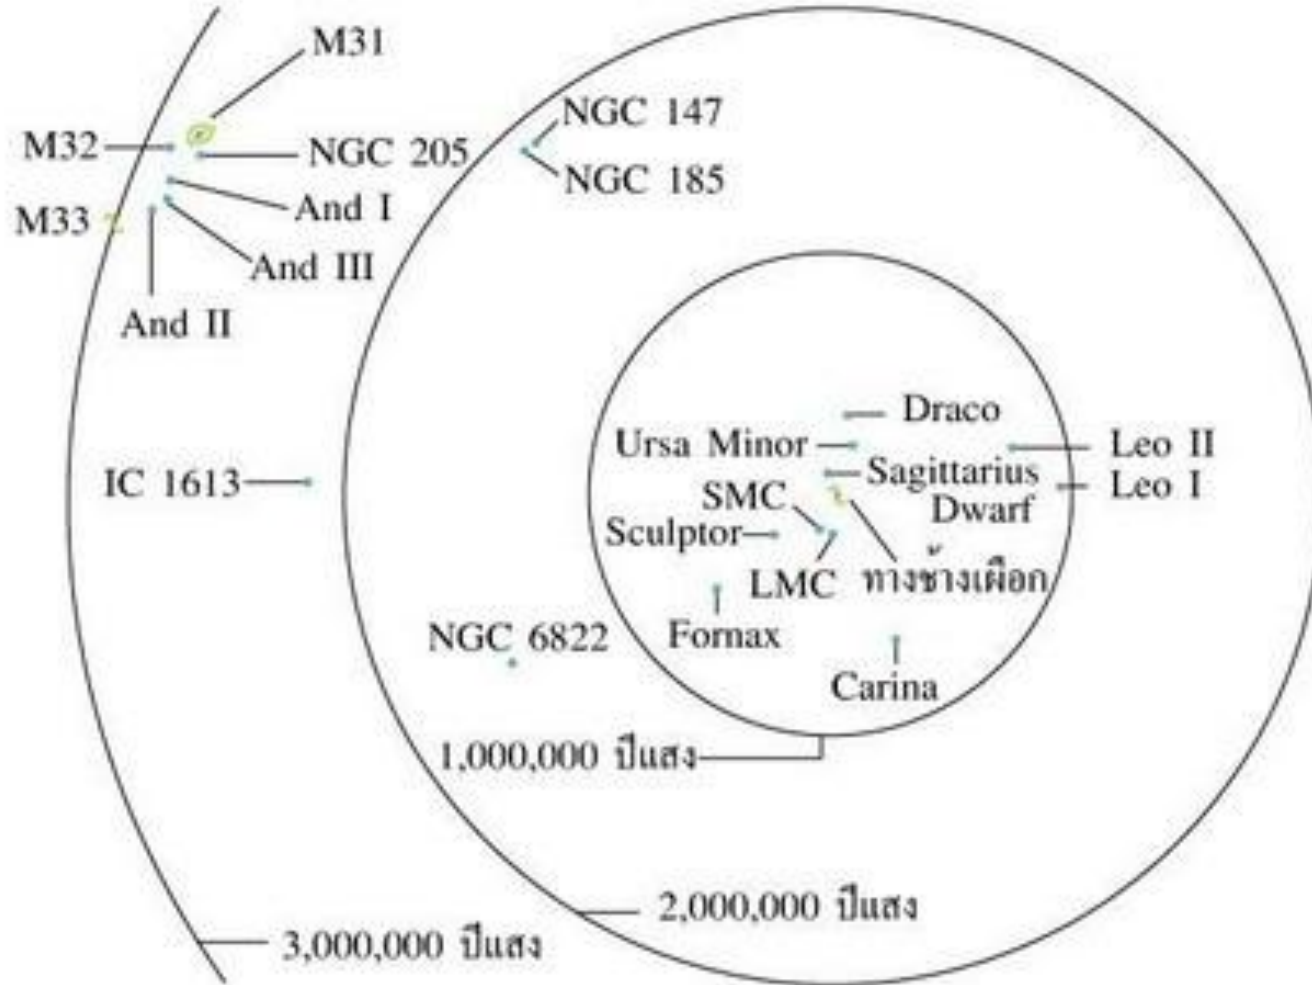 M31
M32
NGC 205
And I
M33
And III
And II
NGC 147
NGC 185
IC 1613
Draco
Ursa Minor
Leo II
Sagittarius
Dwarf
Leo I
SMC
Sculptor
LMC
ทางช้างเผือก
Fornax
Carina
NGC 6822
1,000,000 ปีแสง
2,000,000 ปีแสง
3,000,000 ปีแสง